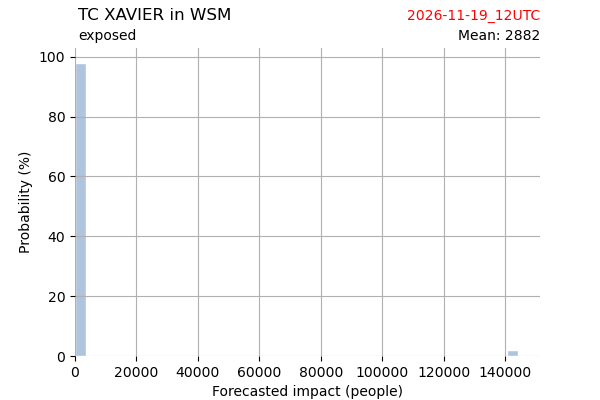 TC XAVIER in WSM
2026-11-19_12UTC
exposed
Mean: 2882
100
80
60
40
20
0
Probability (%)
0 20000 40000 60000 80000 100000 120000 140000
Forecasted impact (people)